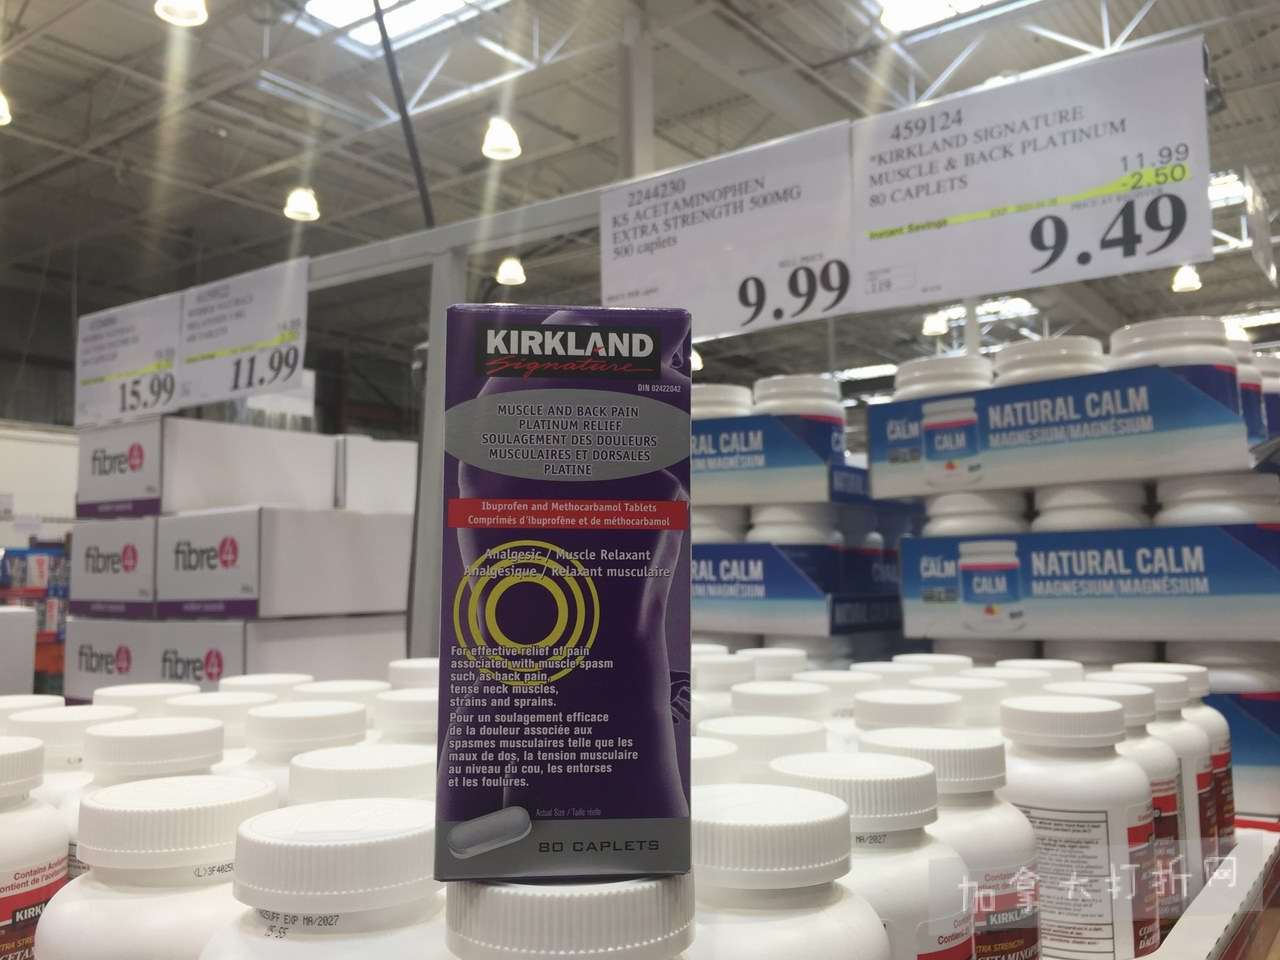 459124
"KIRKLAND SIGNATURE
MUSCLE & BACK PLATINUM
80 CAPLETS
11.99
-2.50
Instant Savings
9.49
2244230
KS ACETAMINOPHEN
EXTRA STRENGTH 500MG
500 caplets
9.99
15.99
11.99
KIRKLAND
Signature
DIN 02422042
MUSCLE AND BACK PAIN
PLATINUM RELIEF
SOULAGEMENT DES DOULEURS
MUSCULAIRES ET DORSALES
PLATINE
Ibuprofen and Methocarbamol Tablets
Comprimés d'ibuprofène et de méthocarbamol
Analgesic / Muscle Relaxant
Analgésique / Relaxant musculaire
For effective relief of pain
associated with muscle spasm
such as back pain,
tense neck muscles,
strains and sprains.
Pour un soulagement efficace
de la douleur associée aux
spasmes musculaires telle que les
maux de dos, la tension musculaire
au niveau du cou, les entorses
et les foulures.
Actual Size / Taille réelle
80 CAPLETS
fibre4
fibre4
fibre4
fibre4
fibre4
NATURAL CALM
MAGNESIUM/MAGNÉSIUM
CALM
CALM
NATURAL CALM
MAGNESIUM/MAGNÉSIUM
CALM
CALM
EXP MA/2027
MA/2027
KIRKLAND
加拿大打折网